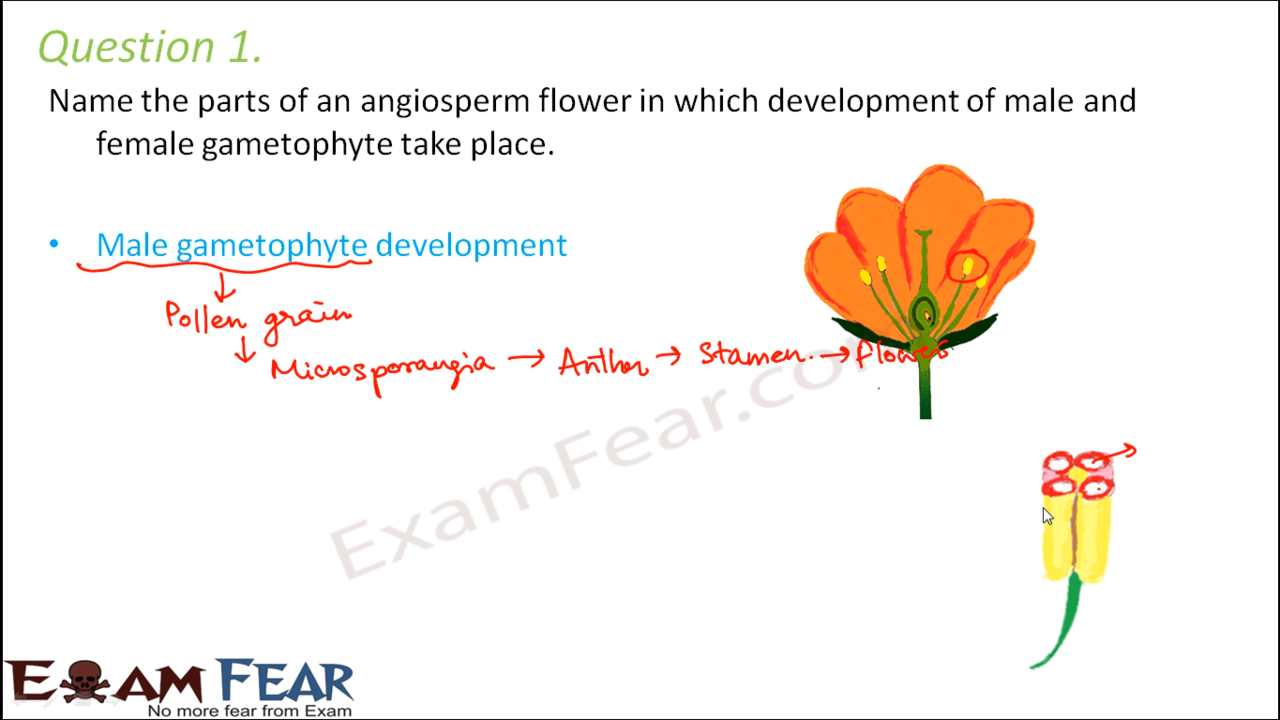 Question 1.
Name the parts of an angiosperm flower in which development of male and
female gametophyte take place.
• Male gametophyte development
Pollen grain
Microsporangia → Anther → Stamen → flower
ExamFear.com
EXAM FEAR
No more fear from Exam